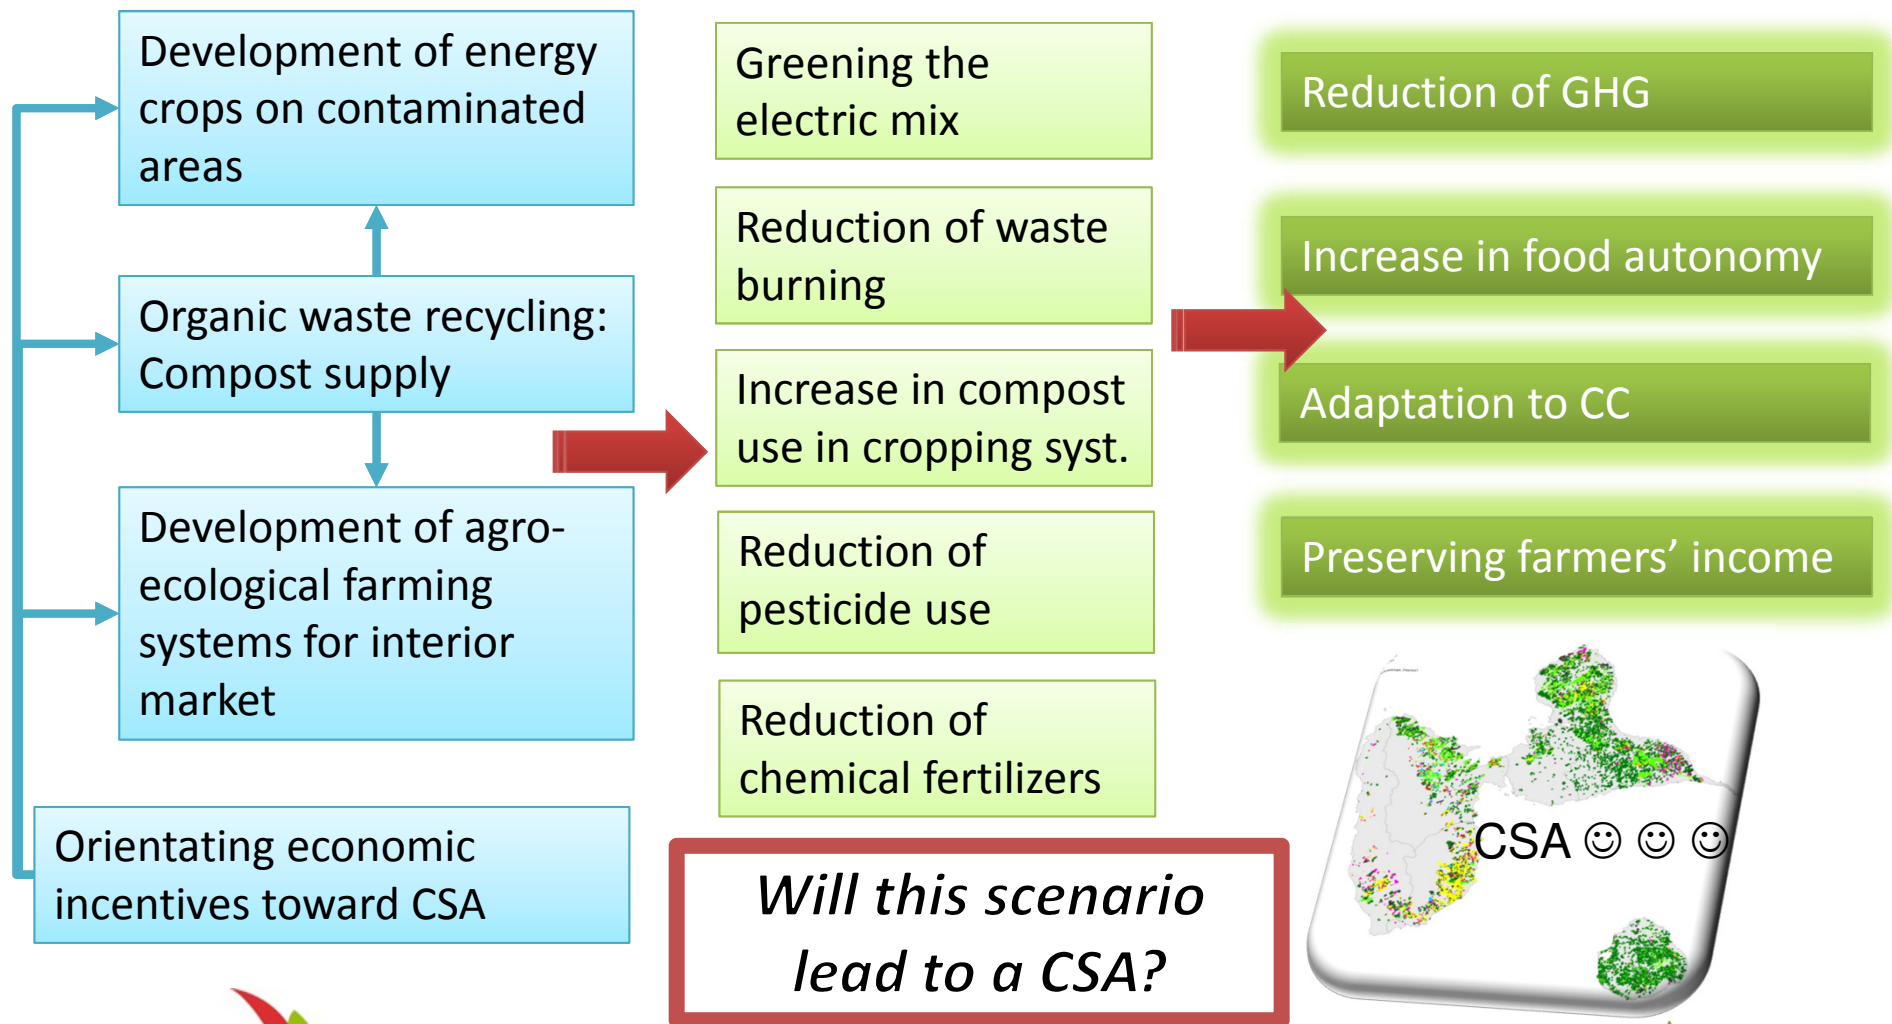 Development of energy
crops on contaminated
areas
Organic waste recycling:
Compost supply
Development of agro-
ecological farming
systems for interior
market
Orientating economic
incentives toward CSA
Greening the
electric mix
Reduction of waste
burning
Increase in compost
use in cropping syst.
Reduction of
pesticide use
Reduction of
chemical fertilizers
Will this scenario
lead to a CSA?
Reduction of GHG
Increase in food autonomy
Adaptation to CC
Preserving farmers’ income
CSA ☺ ☺ ☺